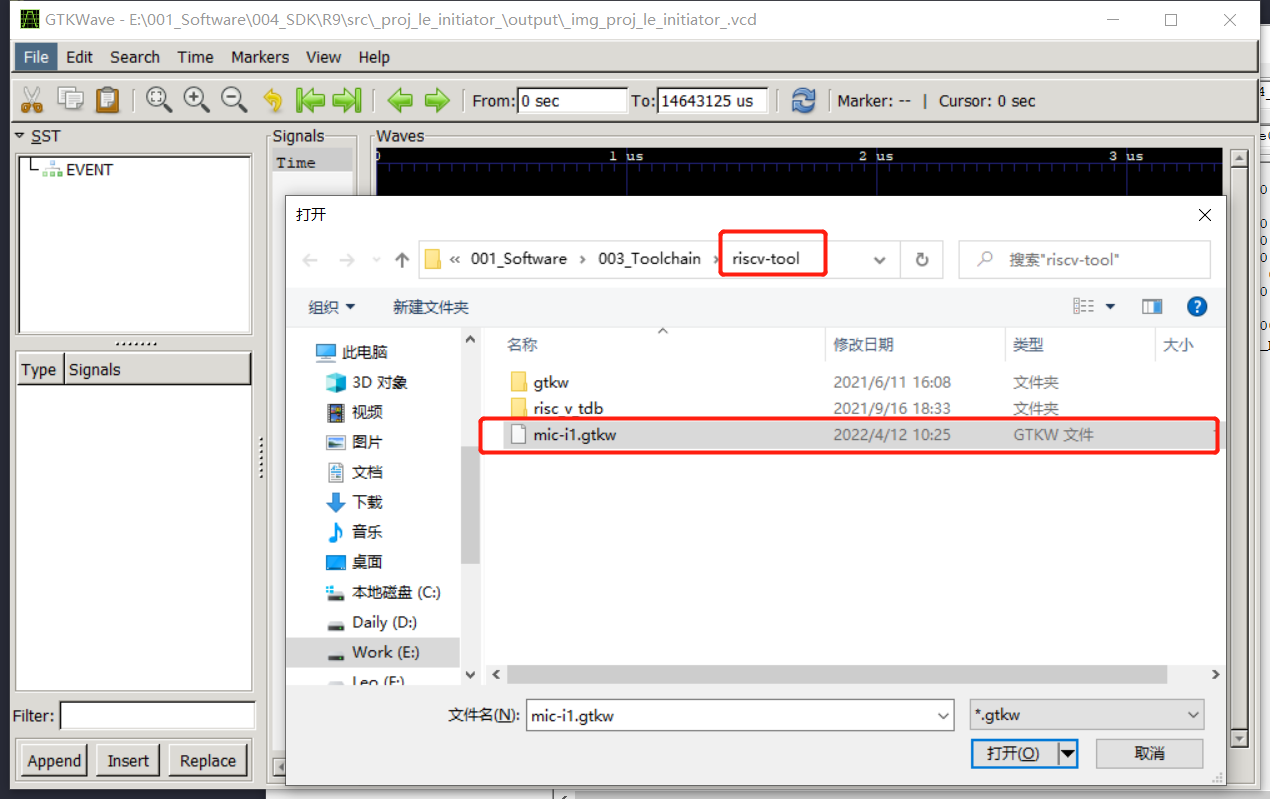 GTKWave - E:\001_Software\004_SDK\R9\src\_proj_le_initiator_\output\_img_proj_le_initiator_.vcd
File Edit Search Time Markers View Help
From: 0 sec To: 14643125 us Marker: -- | Cursor: 0 sec
SST
Signals
Waves
EVENT
Time
0 1 us 2 us 3 us
打开
« 001_Software › 003_Toolchain › riscv-tool
搜索"riscv-tool"
组织 新建文件夹
此电脑
3D 对象
视频
图片
文档
下载
音乐
桌面
本地磁盘 (C:)
Daily (D:)
Work (E:)
Leo (F:)
名称 修改日期 类型 大小
gtkw 2021/6/11 16:08 文件夹
risc_v_tdb 2021/9/16 18:33 文件夹
mic-i1.gtkw 2022/4/12 10:25 GTKW 文件
文件名(N): mic-i1.gtkw *.gtkw
打开(O) 取消
Type Signals
Filter:
Append Insert Replace